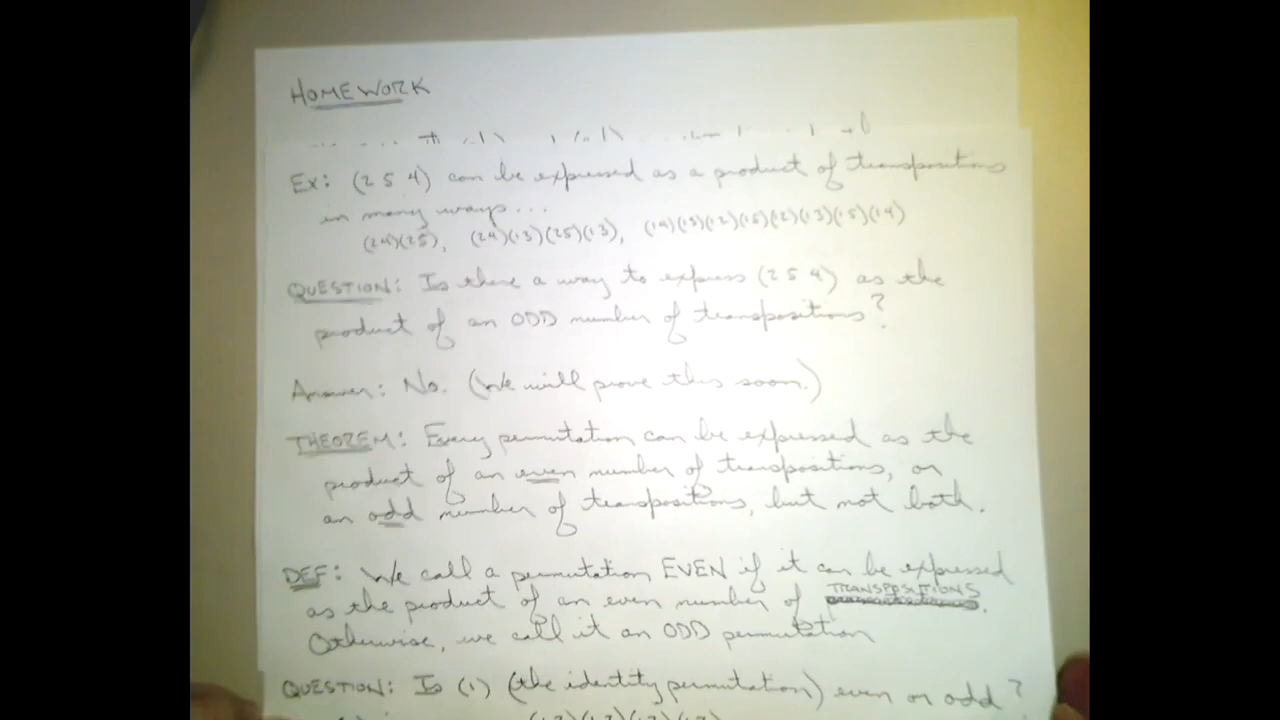 HOMEWORK
Ex: (2 5 4) can be expressed as a product of transpositions
in many ways...
(24)(25), (24)(13)(25)(13), (14)(15)(12)(15)(12)(13)(15)(14)
QUESTION: Is there a way to express (2 5 4) as the
product of an ODD number of transpositions?
Answer: No. (We will prove this soon.)
THEOREM: Every permutation can be expressed as the
product of an even number of transpositions, or
an odd number of transpositions, but not both.
DEF: We call a permutation EVEN if it can be expressed
as the product of an even number of TRANSPOSITIONS.
Otherwise, we call it an ODD permutation
QUESTION: Is (1) (the identity permutation) even or odd?